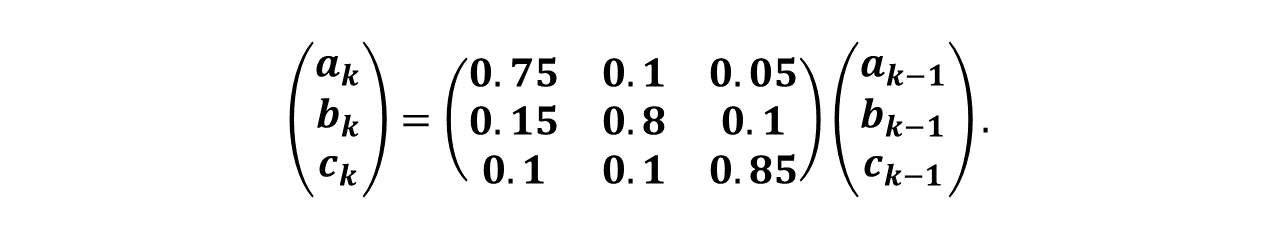 (a_k b_k c_k) = (0.75 0.1 0.05 (a_{k−1}
0.15 0.8 0.1 b_{k−1}
0.1 0.1 0.85) c_{k−1}).